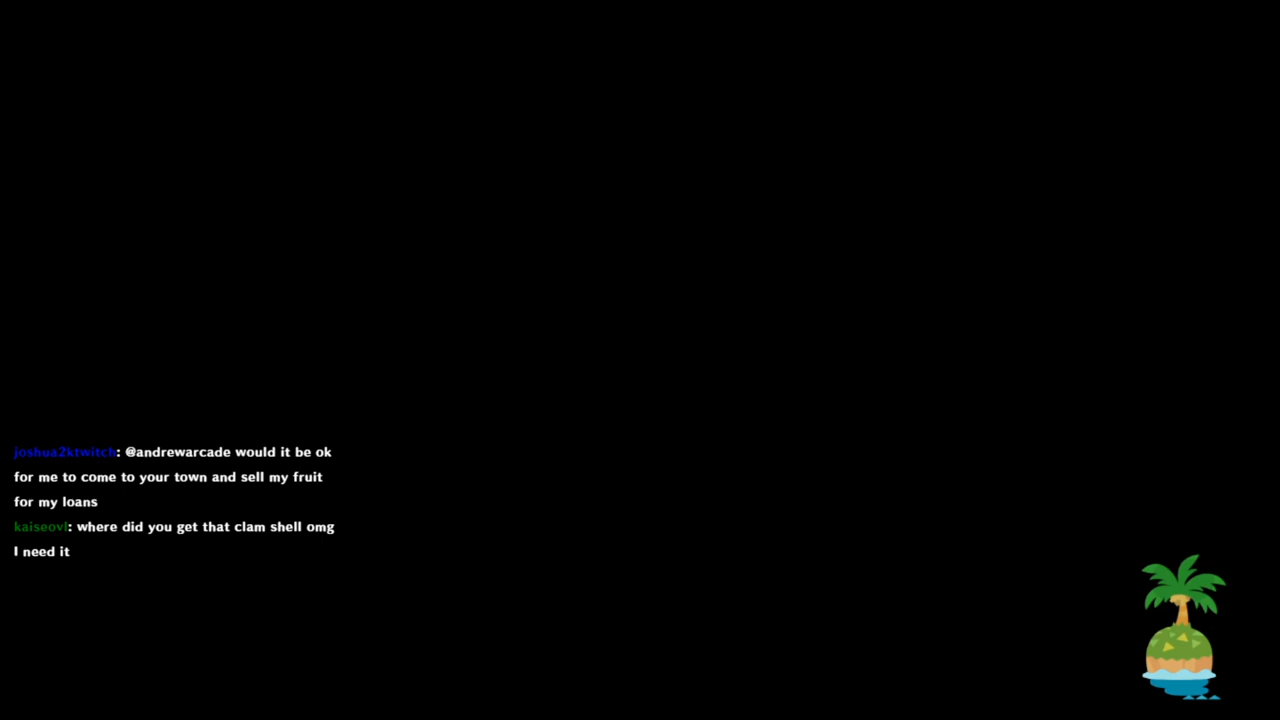 joshua2ktwitch: @andrewarcade would it be ok
for me to come to your town and sell my fruit
for my loans
kaiseovl: where did you get that clam shell omg
I need it